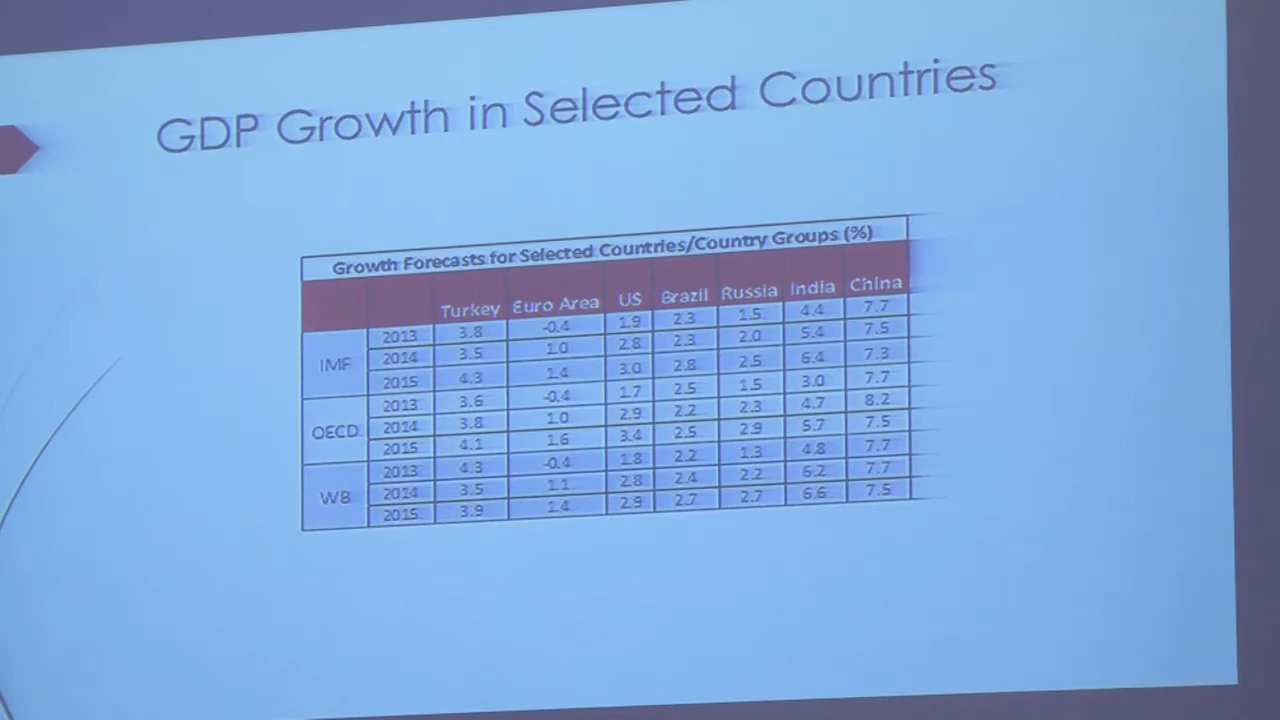 GDP Growth in Selected Countries
Growth Forecasts for Selected Countries/Country Groups (%)
Turkey Euro Area US Brazil Russia India China
IMF
2013 3.8 -0.4 1.9 2.3 1.5 4.4 7.7
2014 3.5 1.0 2.8 2.3 2.0 5.4 7.5
2015 4.3 1.4 3.0 2.8 2.5 6.4 7.3
OECD
2013 3.6 -0.4 1.7 2.5 1.5 3.0 7.7
2014 3.8 1.0 2.9 2.2 2.3 4.7 8.2
2015 4.1 1.6 3.4 2.5 2.9 5.7 7.5
WB
2013 4.3 -0.4 1.8 2.2 1.3 4.8 7.7
2014 3.5 1.1 2.8 2.4 2.2 6.2 7.7
2015 3.9 1.4 2.9 2.7 2.7 6.6 7.5